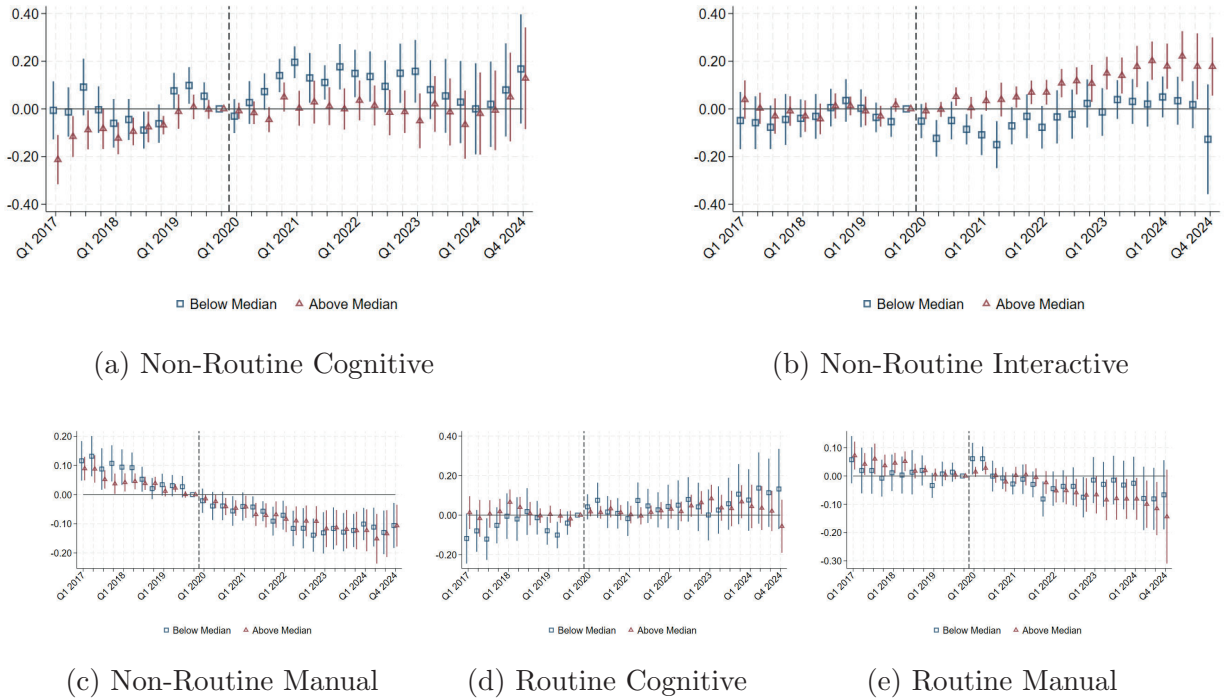 0.40
0.20
0.00
-0.20
-0.40
Q1 2017
Q1 2018
Q1 2019
Q1 2020
Q1 2021
Q1 2022
Q1 2023
Q1 2024
Q4 2024
Below Median Above Median
(a) Non-Routine Cognitive
0.40
0.20
0.00
-0.20
-0.40
Q1 2017
Q1 2018
Q1 2019
Q1 2020
Q1 2021
Q1 2022
Q1 2023
Q1 2024
Q4 2024
Below Median Above Median
(b) Non-Routine Interactive
0.20
0.10
0.00
-0.10
-0.20
Q1 2017
Q1 2018
Q1 2019
Q1 2020
Q1 2021
Q1 2022
Q1 2023
Q1 2024
Q4 2024
Below Median Above Median
(c) Non-Routine Manual
0.40
0.20
0.00
-0.20
-0.40
Q1 2017
Q1 2018
Q1 2019
Q1 2020
Q1 2021
Q1 2022
Q1 2023
Q1 2024
Q4 2024
Below Median Above Median
(d) Routine Cognitive
0.10
0.00
-0.10
-0.20
-0.30
Q1 2017
Q1 2018
Q1 2019
Q1 2020
Q1 2021
Q1 2022
Q1 2023
Q1 2024
Q4 2024
Below Median Above Median
(e) Routine Manual